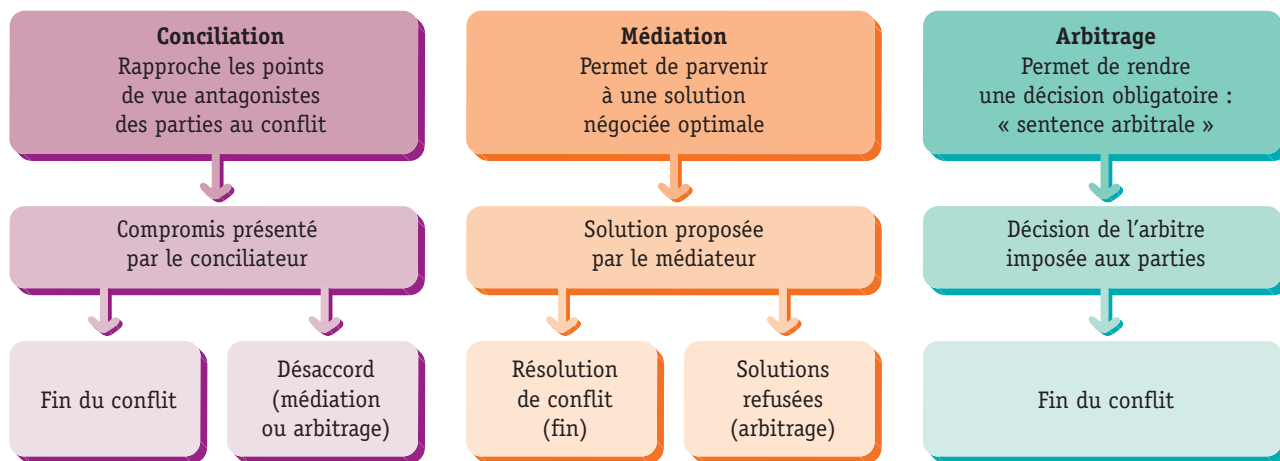 Conciliation
Rapproche les points
de vue antagonistes
des parties au conflit
Compromis présenté
par le conciliateur
Fin du conflit
Désaccord
(médiation
ou arbitrage)
Médiation
Permet de parvenir
à une solution
négociée optimale
Solution proposée
par le médiateur
Résolution
de conflit
(fin)
Solutions
refusées
(arbitrage)
Arbitrage
Permet de rendre
une décision obligatoire :
« sentence arbitrale »
Décision de l'arbitre
imposée aux parties
Fin du conflit